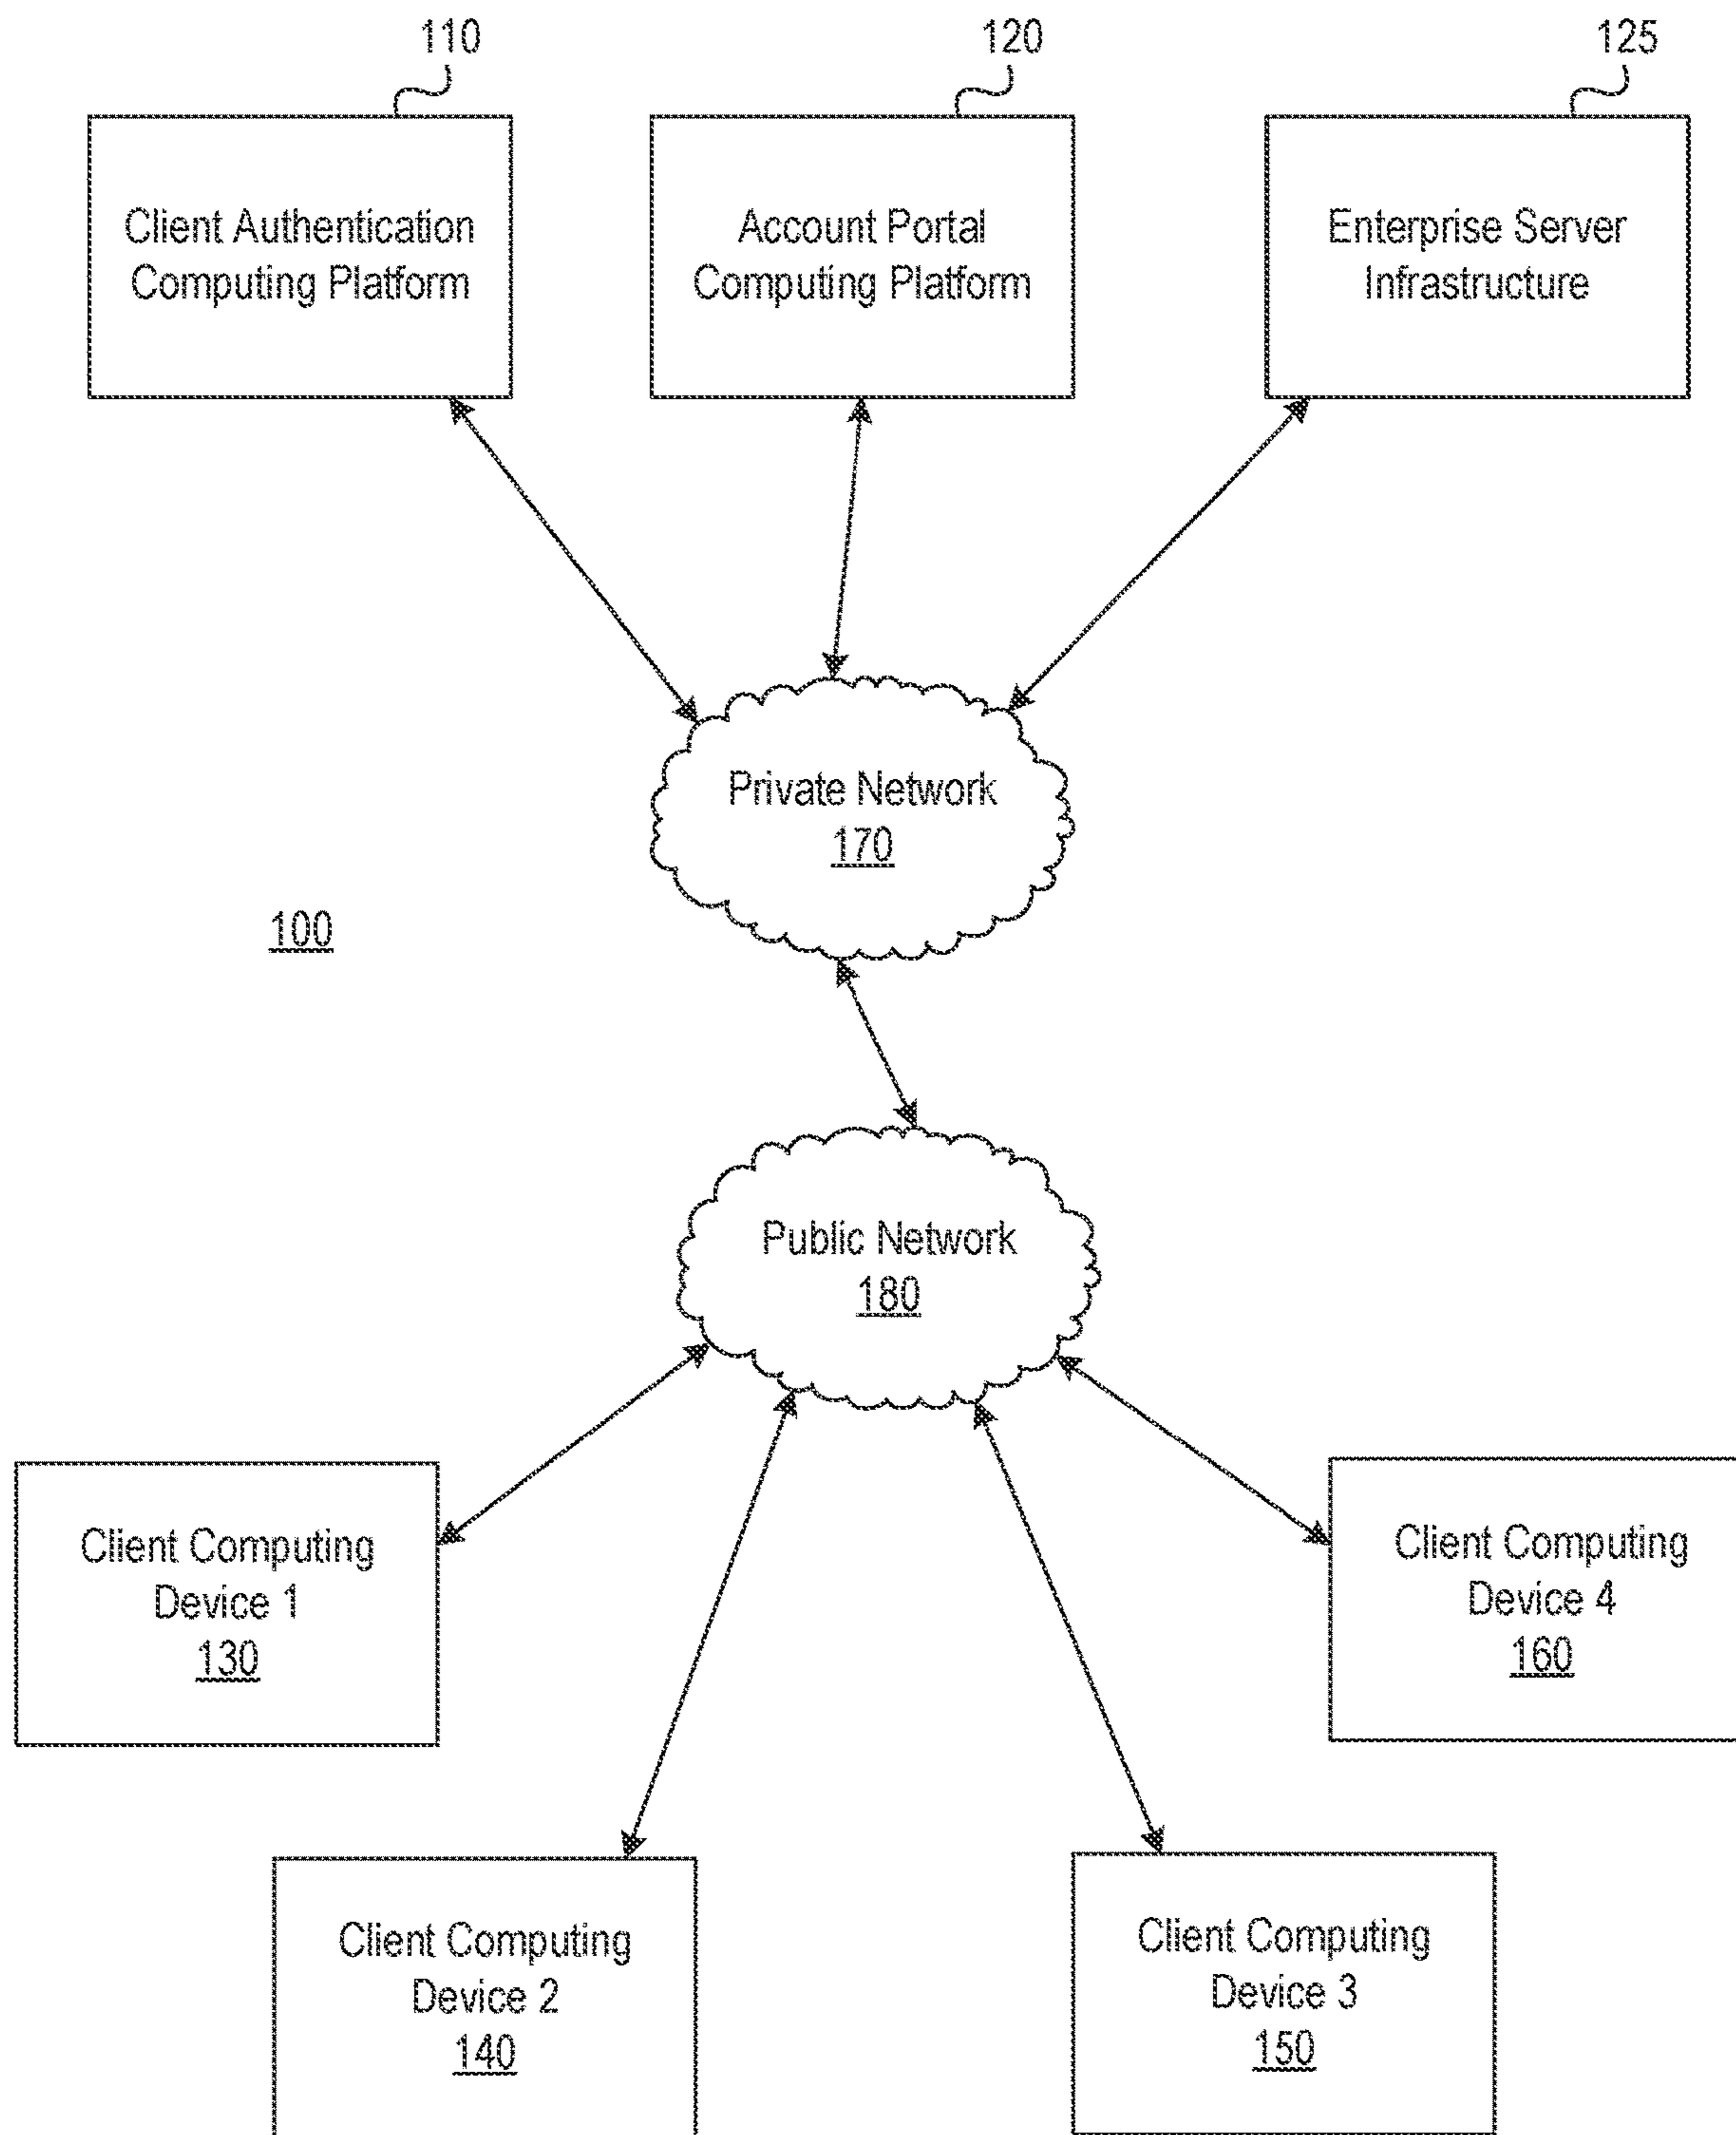 110
120
125
Client Authentication
Computing Platform
Account Portal
Computing Platform
Enterprise Server
Infrastructure
Private Network
170
100
Public Network
180
Client Computing
Device 1
130
Client Computing
Device 4
160
Client Computing
Device 2
140
Client Computing
Device 3
150